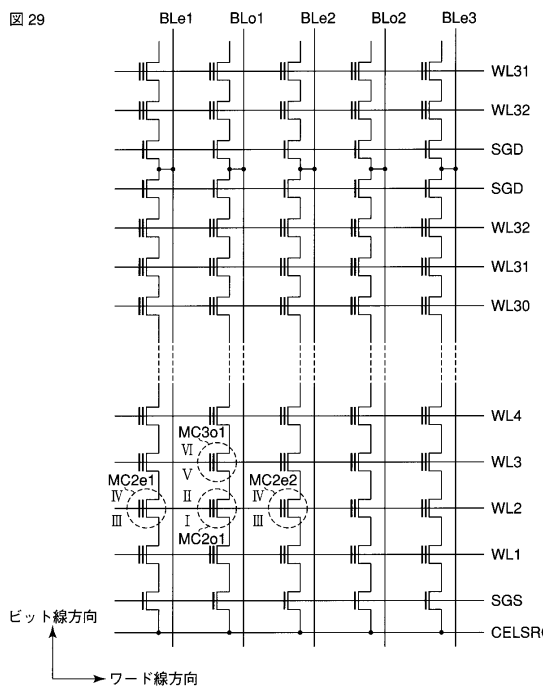 図 29
BLe1 BLo1 BLe2 BLo2 BLe3
WL31
WL32
SGD
SGD
WL32
WL31
WL30
WL4
MC3o1
VI
V
WL3
MC2e1
IV
III
II
I
MC2o1
IV
III
MC2e2
WL2
WL1
SGS
CELSRC
ビット線方向
ワード線方向